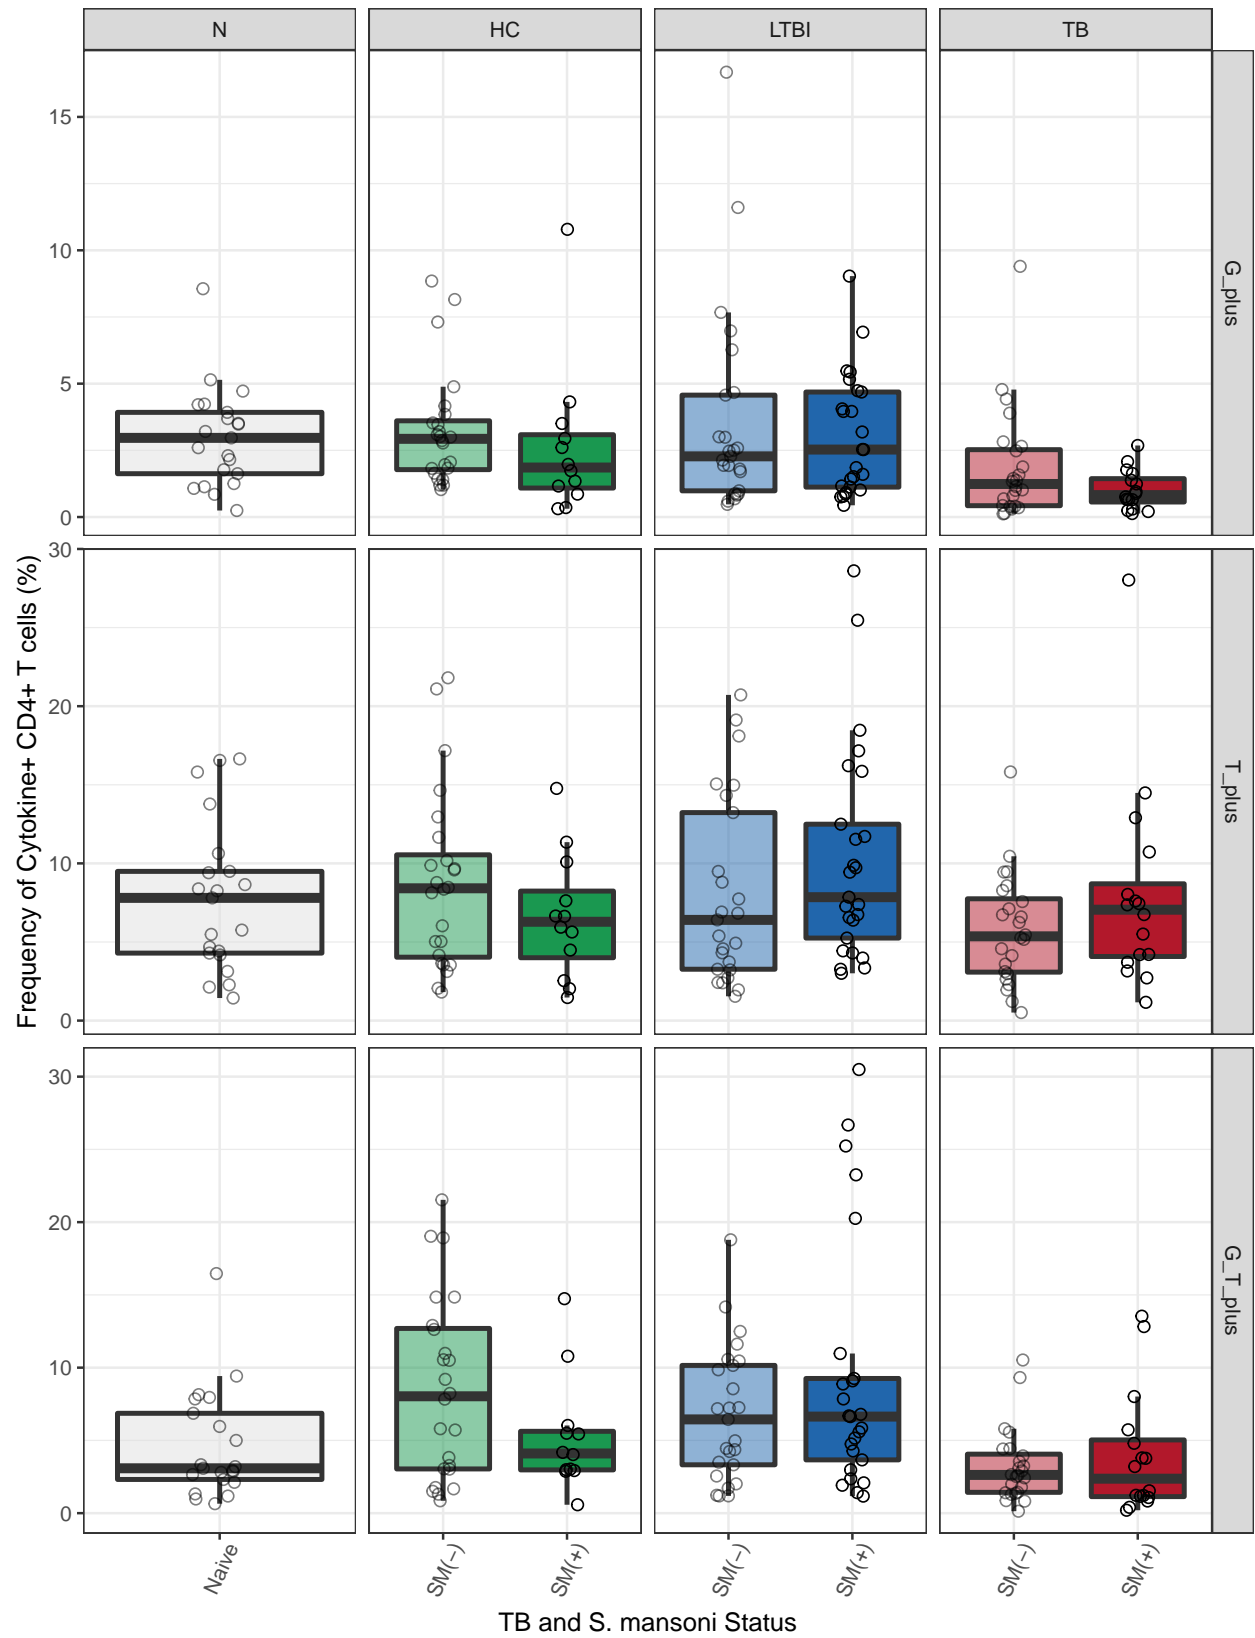 N
HC
LTBI
TB
15
10
5
0
G_plus
30
20
10
0
T_plus
30
20
10
0
G_T_plus
Frequency of Cytokine+ CD4+ T cells (%)
Naive
SM(−)
SM(+)
SM(−)
SM(+)
SM(−)
SM(+)
TB and S. mansoni Status